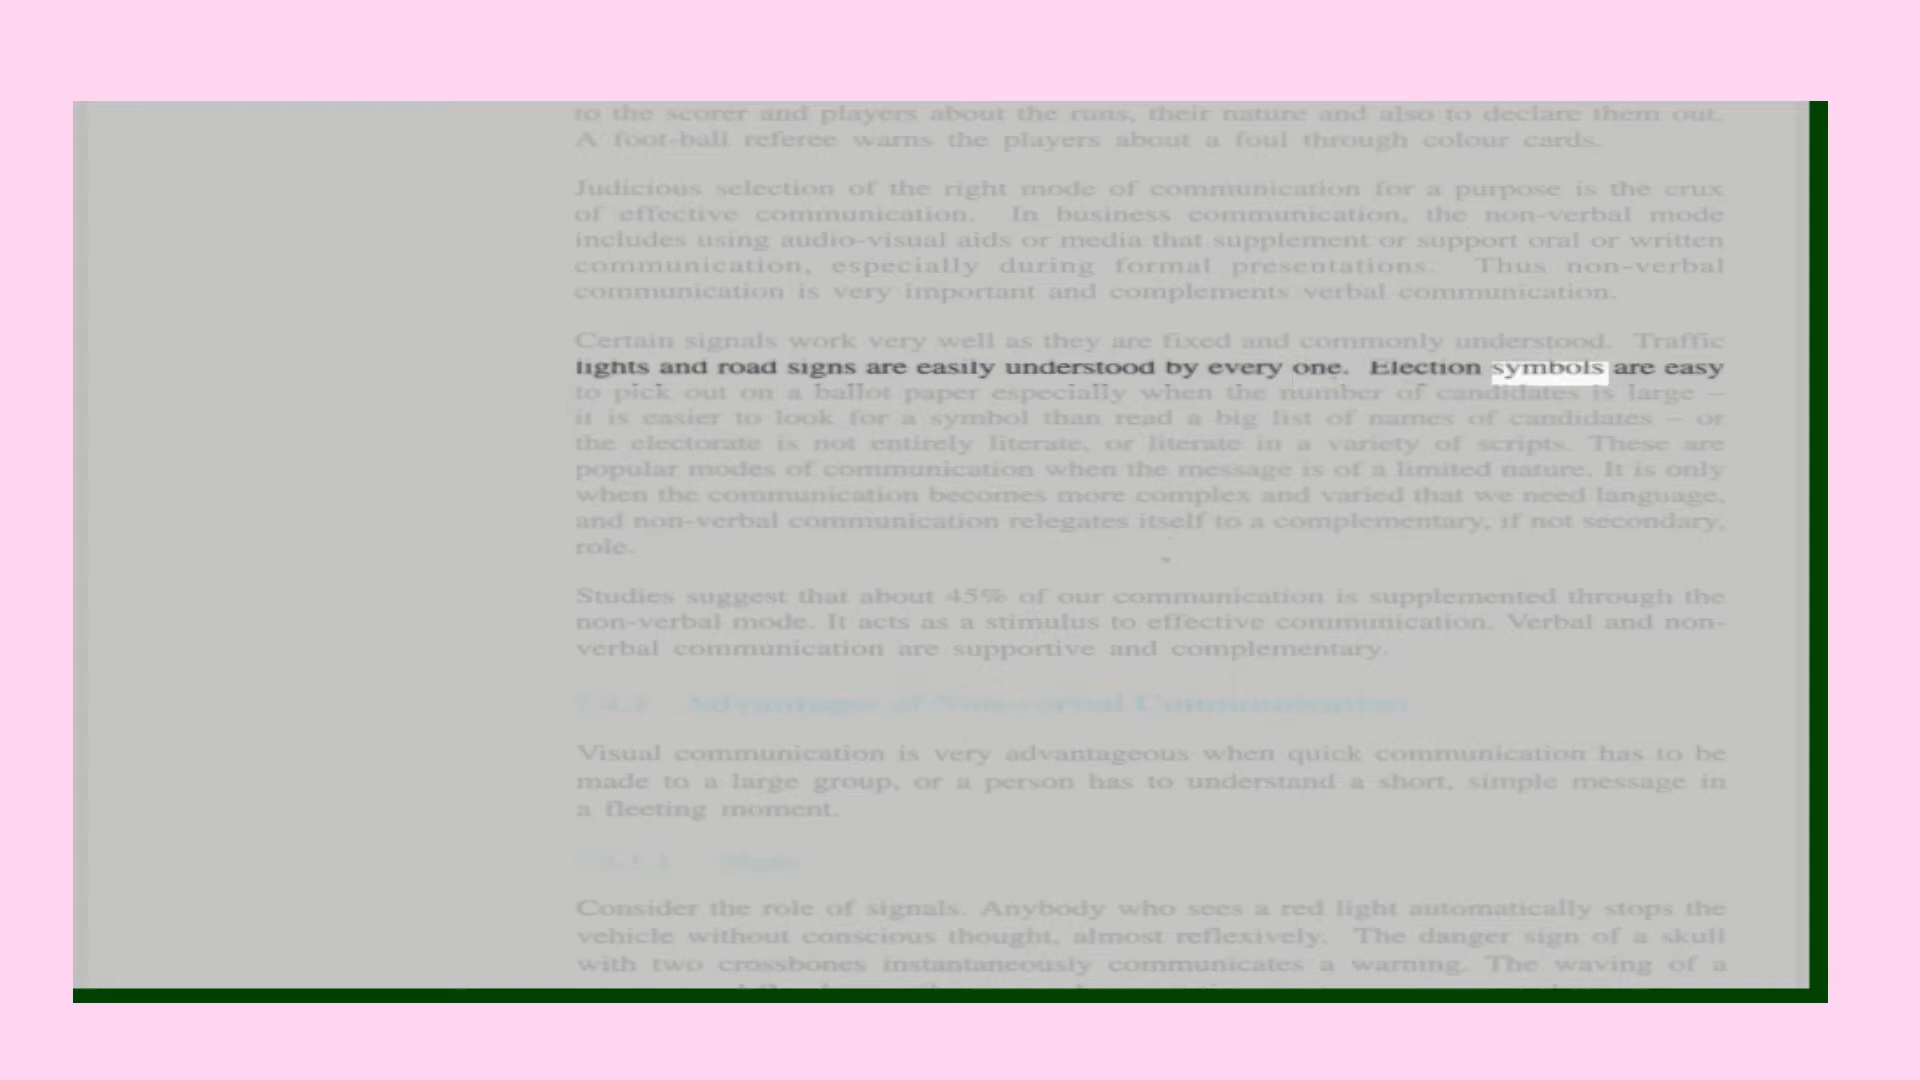 to the scorer and players about the runs, their nature and also to declare them out.
A foot-ball referee warns the players about a foul through colour cards.
Judicious selection of the right mode of communication for a purpose is the crux
of effective communication. In business communication, the non-verbal mode
includes using audio-visual aids or media that supplement or support oral or written
communication, especially during formal presentations. Thus non-verbal
communication is very important and complements verbal communication.
Certain signals work very well as they are fixed and commonly understood. Traffic
lights and road signs are easily understood by every one. Election symbols are easy
to pick out on a ballot paper especially when the number of candidates is large –
it is easier to look for a symbol than read a big list of names of candidates – or
the electorate is not entirely literate, or literate in a variety of scripts. These are
popular modes of communication when the message is of a limited nature. It is only
when the communication becomes more complex and varied that we need language,
and non-verbal communication relegates itself to a complementary, if not secondary,
role.
Studies suggest that about 45% of our communication is supplemented through the
non-verbal mode. It acts as a stimulus to effective communication. Verbal and non-
verbal communication are supportive and complementary.
Advantages of Non-verbal Communication
Visual communication is very advantageous when quick communication has to be
made to a large group, or a person has to understand a short, simple message in
a fleeting moment.
Consider the role of signals. Anybody who sees a red light automatically stops the
vehicle without conscious thought, almost reflexively. The danger sign of a skull
with two crossbones instantaneously communicates a warning. The waving of a